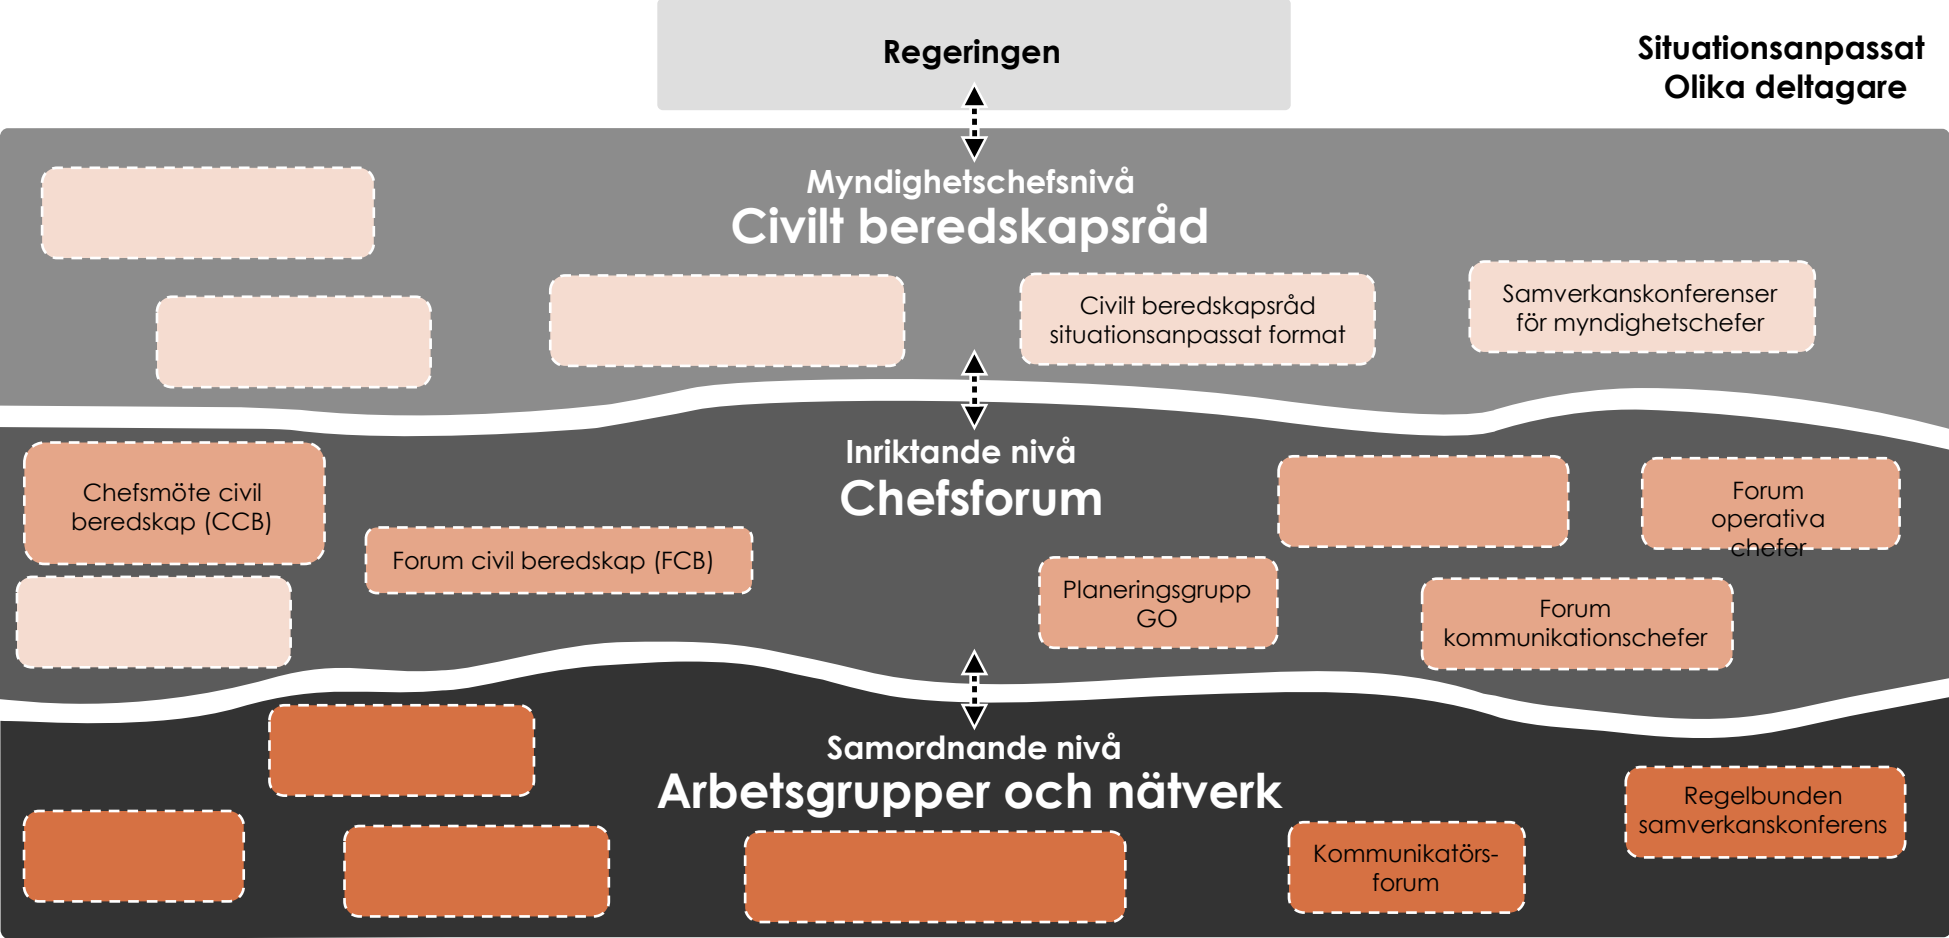 Regeringen
Situationsanpassat
Olika deltagare
Myndighetschefsnivå
Civilt beredskapsråd
Civilt beredskapsråd
situationsanpassat format
Samverkanskonferenser
för myndighetschefer
Inriktande nivå
Chefsforum
Chefsmöte civil
beredskap (CCB)
Forum civil beredskap (FCB)
Planeringsgrupp
GO
Forum
operativa
chefer
Forum
kommunikationschefer
Samordnande nivå
Arbetsgrupper och nätverk
Kommunikatörs-
forum
Regelbunden
samverkanskonferens